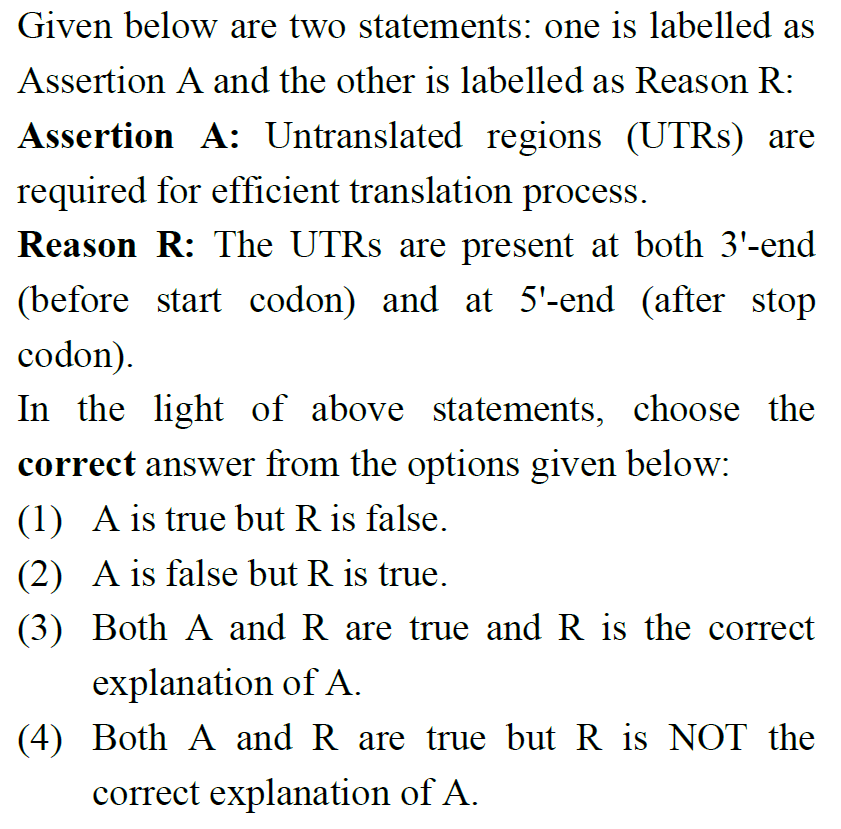 Given below are two statements: one is labelled as
Assertion A and the other is labelled as Reason R:
Assertion A: Untranslated regions (UTRs) are
required for efficient translation process.
Reason R: The UTRs are present at both 3'-end
(before start codon) and at 5'-end (after stop
codon).
In the light of above statements, choose the
correct answer from the options given below:
(1) A is true but R is false.
(2) A is false but R is true.
(3) Both A and R are true and R is the correct
explanation of A.
(4) Both A and R are true but R is NOT the
correct explanation of A.